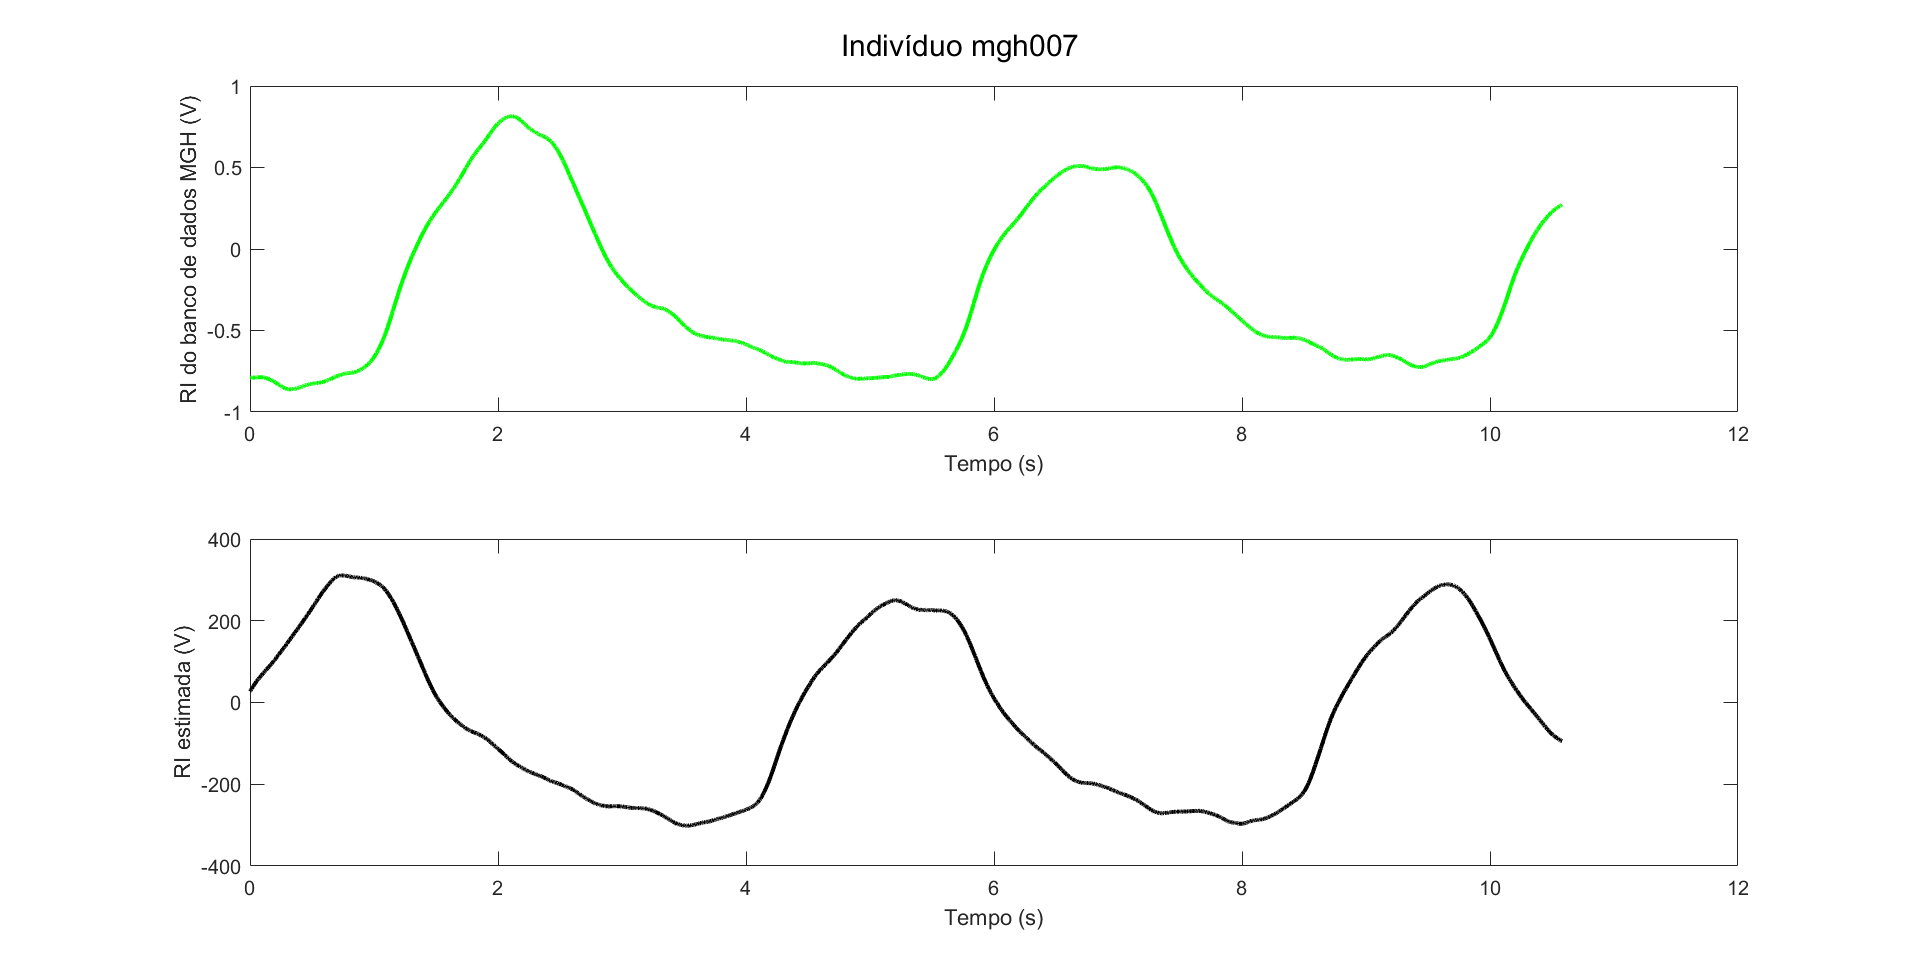 Indivíduo mgh007
RI do banco de dados MGH (V)
1
0.5
0
-0.5
-1
0 2 4 6 8 10 12
Tempo (s)
RI estimada (V)
400
200
0
-200
-400
0 2 4 6 8 10 12
Tempo (s)